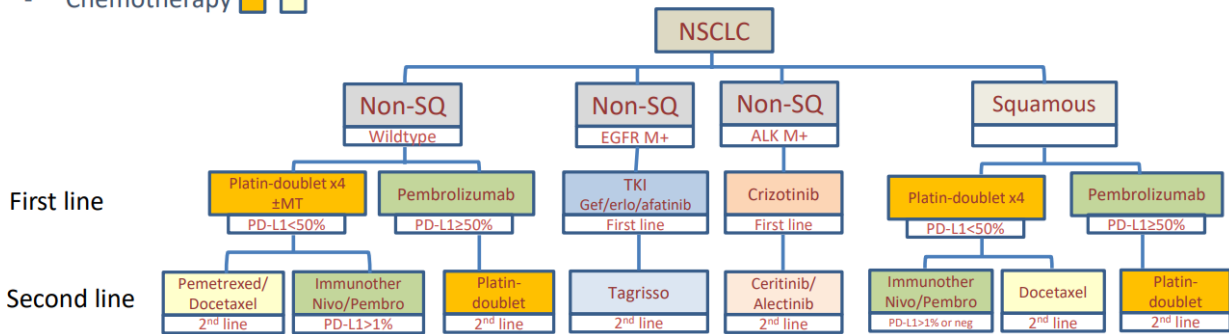 - Chemotherapy
NSCLC
Non-SQ
Wildtype
Non-SQ
EGFR M+
Non-SQ
ALK M+
Squamous
First line
Platin-doublet x4
±MT
PD-L1<50%
Pembrolizumab
PD-L1≥50%
TKI
Gef/erlo/afatinib
First line
Crizotinib
First line
Platin-doublet x4
PD-L1<50%
Pembrolizumab
PD-L1≥50%
Second line
Pemetrexed/
Docetaxel
2nd line
Immunother
Nivo/Pembro
PD-L1>1%
Platin-
doublet
2nd line
Tagrisso
2nd line
Ceritinib/
Alectinib
2nd line
Immunother
Nivo/Pembro
PD-L1>1% or neg
Docetaxel
2nd line
Platin-
doublet
2nd line